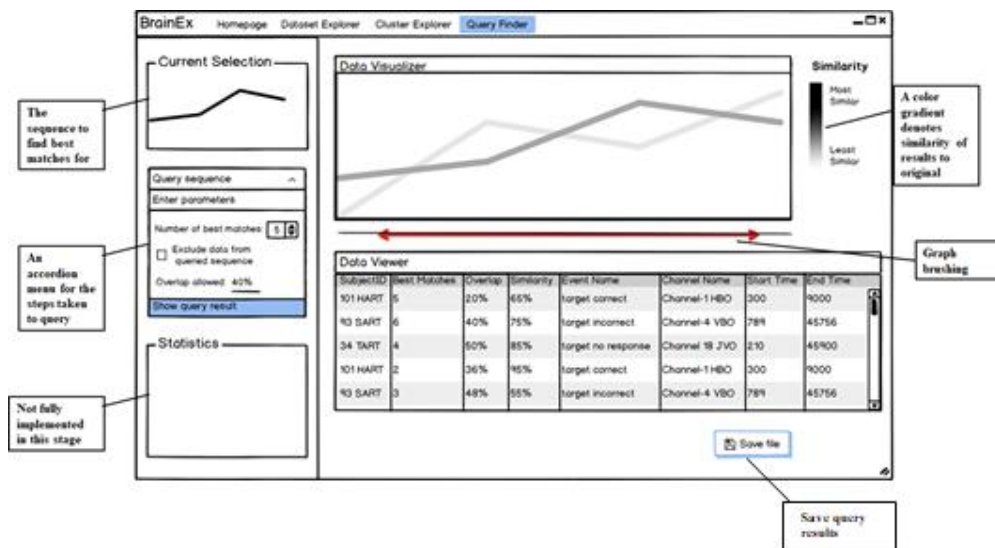 BrainEx Homepage Dataset Explorer Cluster Explorer Query Finder
Current Selection
Data Visualizer
Similarity
Most
Similar
Least
Similar
The
sequence to
find best
matches for
A color
gradient
denotes
similarity of
results to
original
Query sequence
Enter parameters
Number of best matches: 5
Exclude data from
queried sequence
Overlap allowed 40%
Show query result
An
accordion
menu for the
steps taken
to query
Graph
brushing
Data Viewer
SubjectID Best Matches Overlap Similarity Event Name Channel Name Start Time End Time
101 HART 5 20% 65% target correct Channel-1 HBO 300 9000
93 SART 6 40% 75% target incorrect Channel-4 VBO 789 45756
34 TART 4 50% 85% target no response Channel 18 JVO 210 45900
101 HART 2 36% 95% target correct Channel-1 HBO 300 9000
93 SART 3 48% 55% target incorrect Channel-4 VBO 789 45756
Statistics
Not fully
implemented
in this stage
Save file
Save query
results